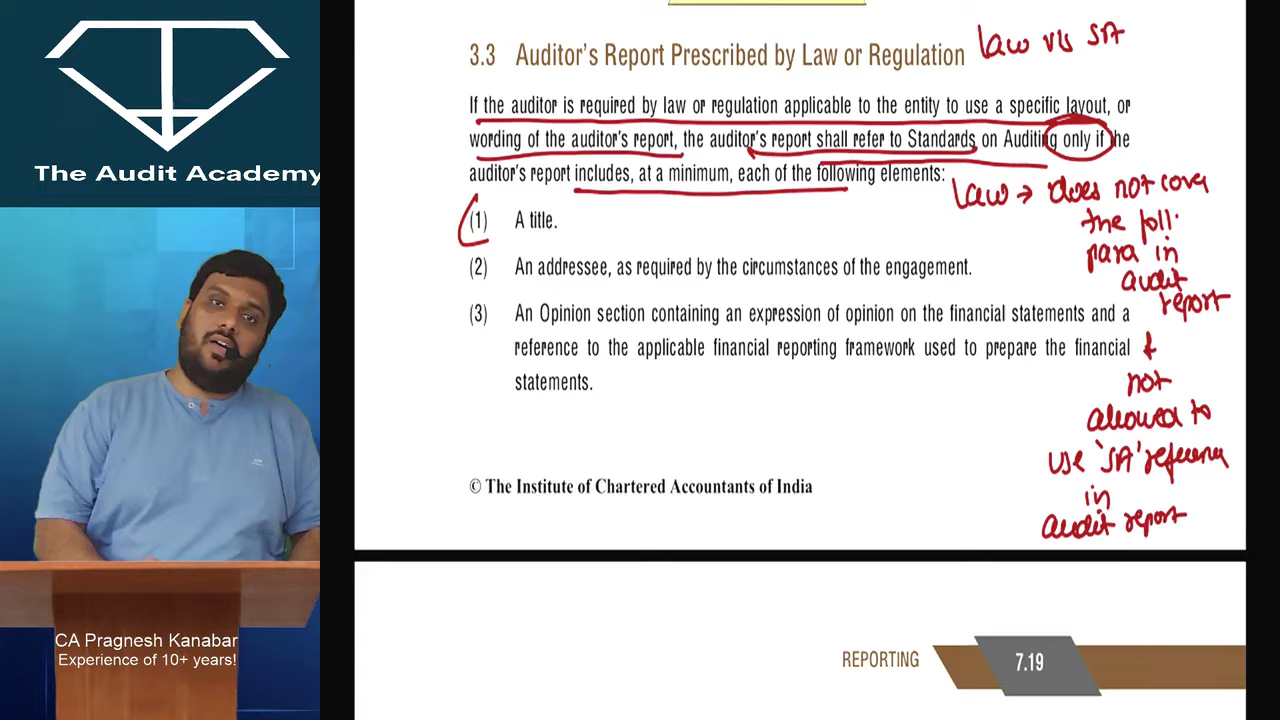 The Audit Academy
CA Pragnesh Kanabar
Experience of 10+ years!
3.3 Auditor's Report Prescribed by Law or Regulation
Law v/s SA
If the auditor is required by law or regulation applicable to the entity to use a specific layout, or
wording of the auditor's report, the auditor's report shall refer to Standards on Auditing only if the
auditor's report includes, at a minimum, each of the following elements:
(1) A title.
(2) An addressee, as required by the circumstances of the engagement.
(3) An Opinion section containing an expression of opinion on the financial statements and a
reference to the applicable financial reporting framework used to prepare the financial
statements.
Law → does not cover
the foll.
para in
audit
report
&
not
allowed to
use 'SA'
in
audit report
© The Institute of Chartered Accountants of India
REPORTING 7.19